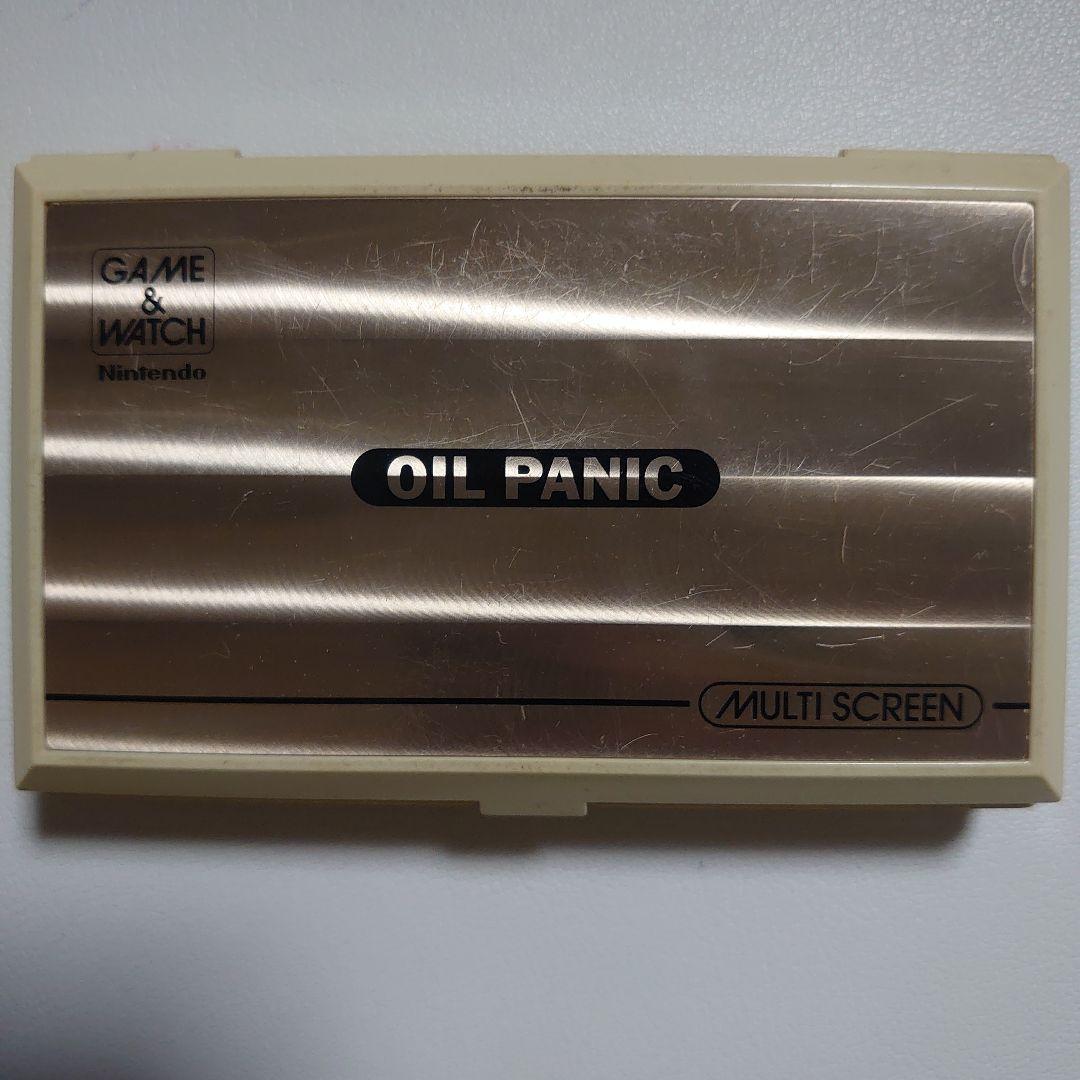 GAME
&
WATCH
Nintendo
OIL PANIC
MULTI SCREEN